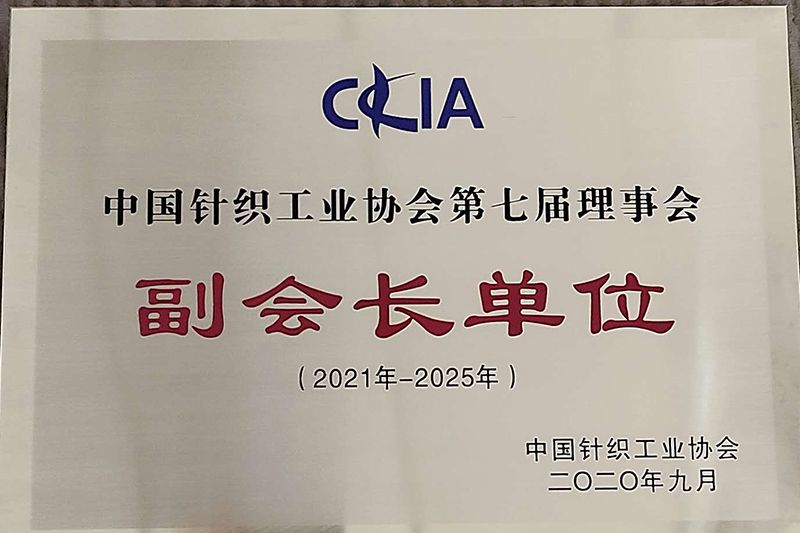 CKIA
中国针织工业协会第七届理事会
副会长单位
（2021年-2025年）
中国针织工业协会
二〇二〇年九月